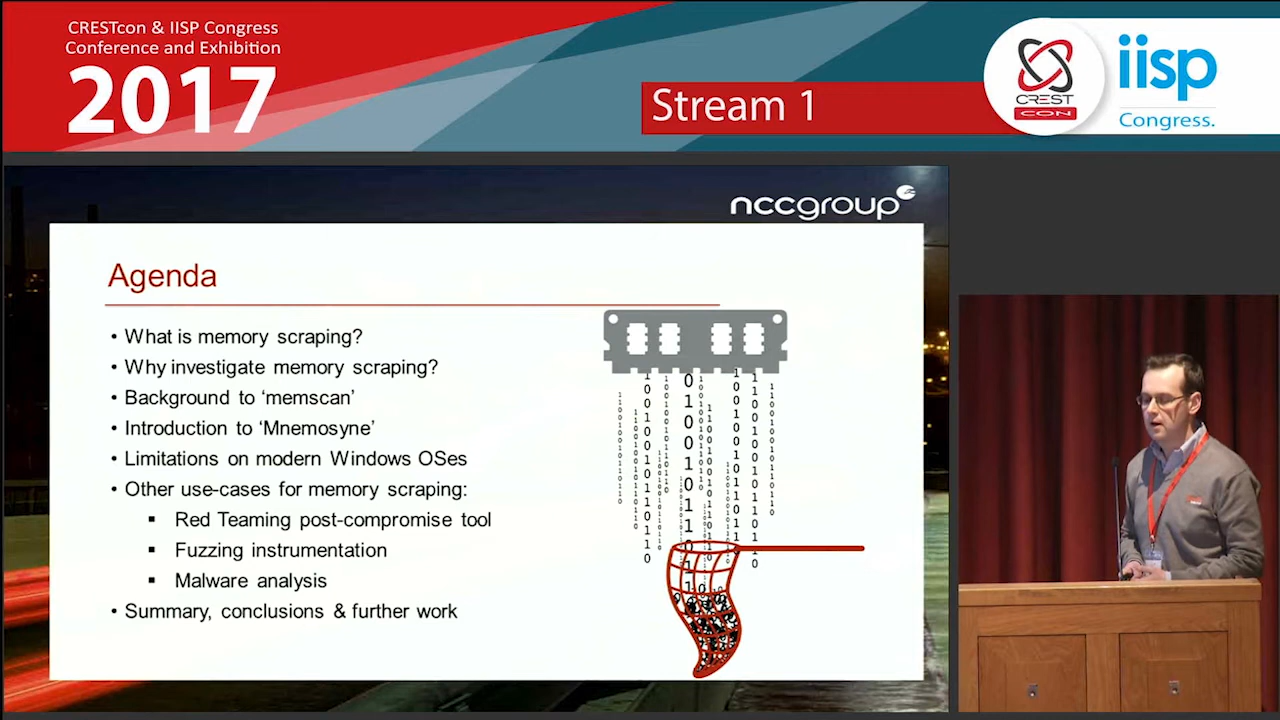 CRESTcon & IISP Congress
Conference and Exhibition
2017
Stream 1
CREST
CON
iisp
Congress.
nccgroup
Agenda
• What is memory scraping?
• Why investigate memory scraping?
• Background to ‘memscan’
• Introduction to ‘Mnemosyne’
• Limitations on modern Windows OSes
• Other use-cases for memory scraping:
▪ Red Teaming post-compromise tool
▪ Fuzzing instrumentation
▪ Malware analysis
• Summary, conclusions & further work